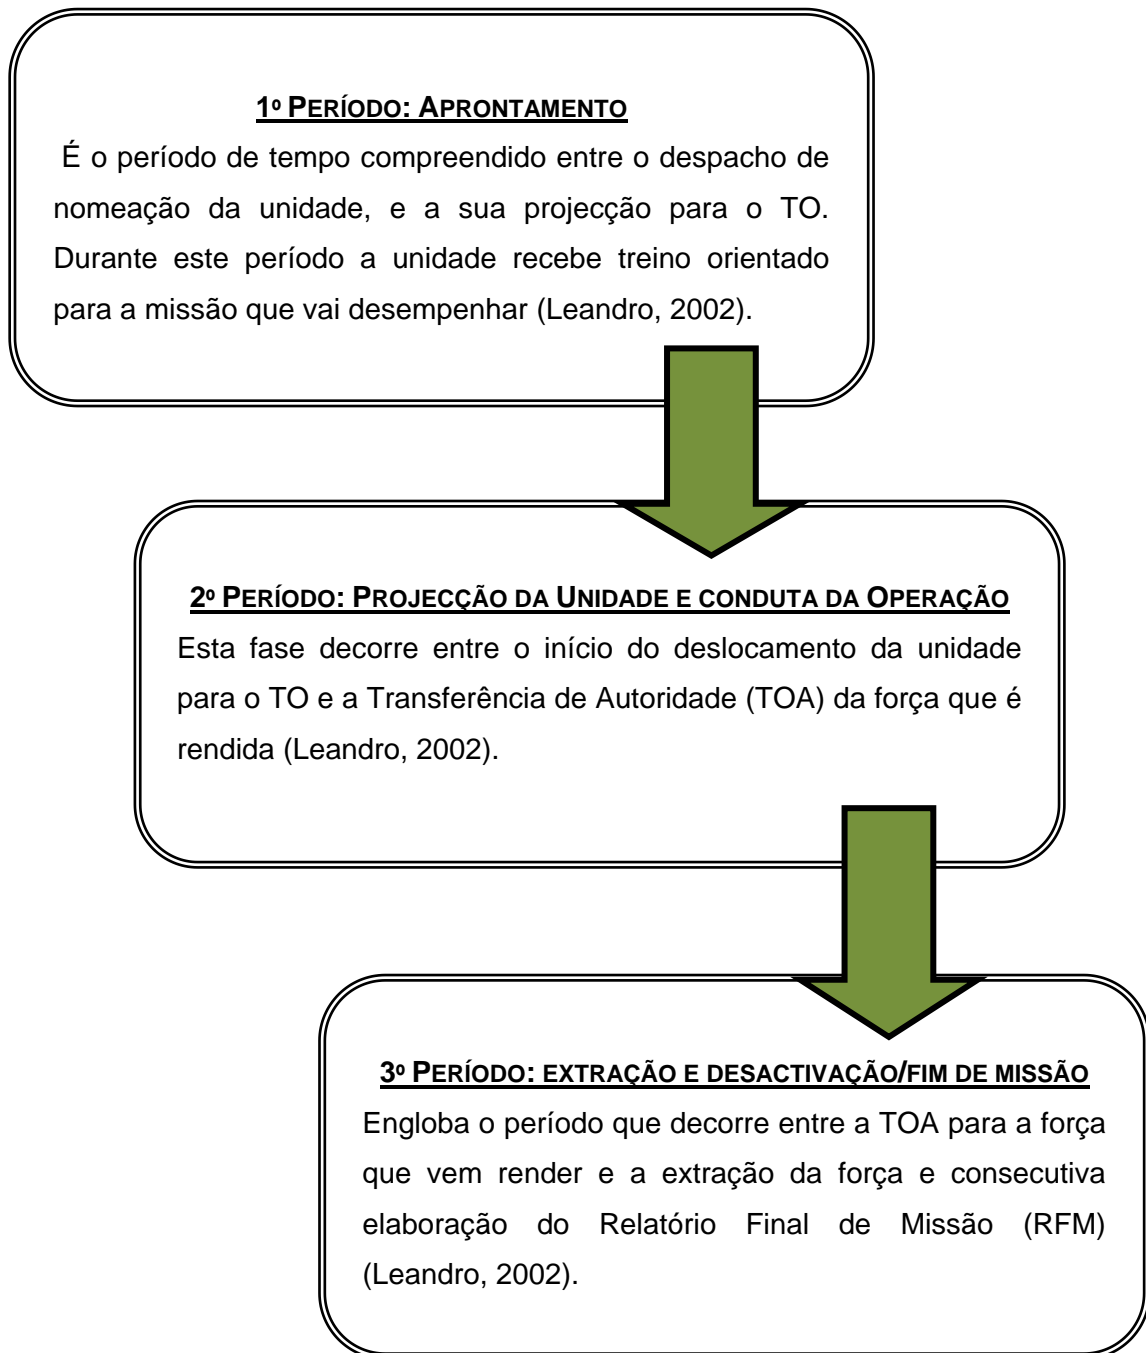 1º PERÍODO: APRONTAMENTO
É o período de tempo compreendido entre o despacho de
nomeação da unidade, e a sua projecção para o TO.
Durante este período a unidade recebe treino orientado
para a missão que vai desempenhar (Leandro, 2002).
2º PERÍODO: PROJECÇÃO DA UNIDADE E CONDUTA DA OPERAÇÃO
Esta fase decorre entre o início do deslocamento da unidade
para o TO e a Transferência de Autoridade (TOA) da força que é
rendida (Leandro, 2002).
3º PERÍODO: EXTRAÇÃO E DESACTIVAÇÃO/FIM DE MISSÃO
Engloba o período que decorre entre a TOA para a força
que vem render e a extração da força e consecutiva
elaboração do Relatório Final de Missão (RFM)
(Leandro, 2002).